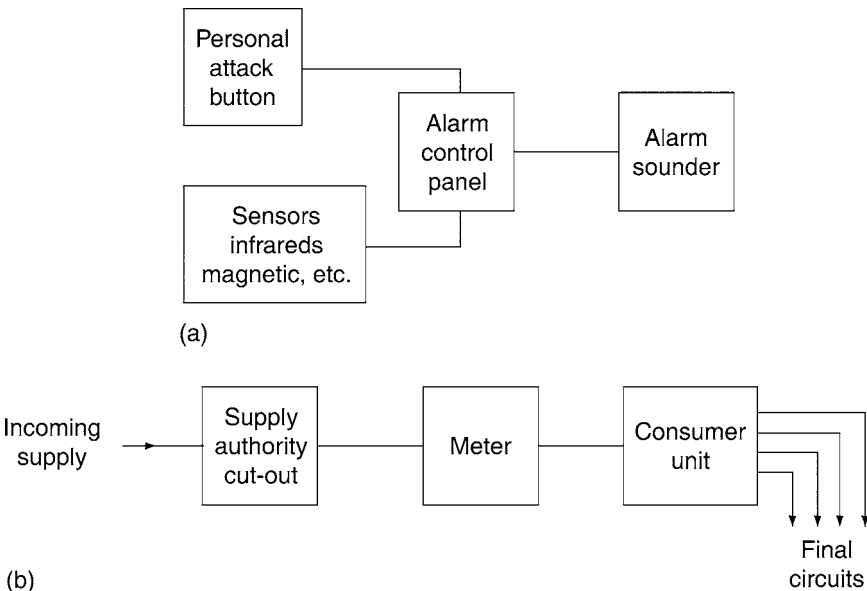 Personal
attack
button
Alarm
control
panel
Alarm
sounder
Sensors
infrareds
magnetic, etc.
(a)
Incoming
supply
Supply
authority
cut-out
Meter
Consumer
unit
Final
circuits
(b)